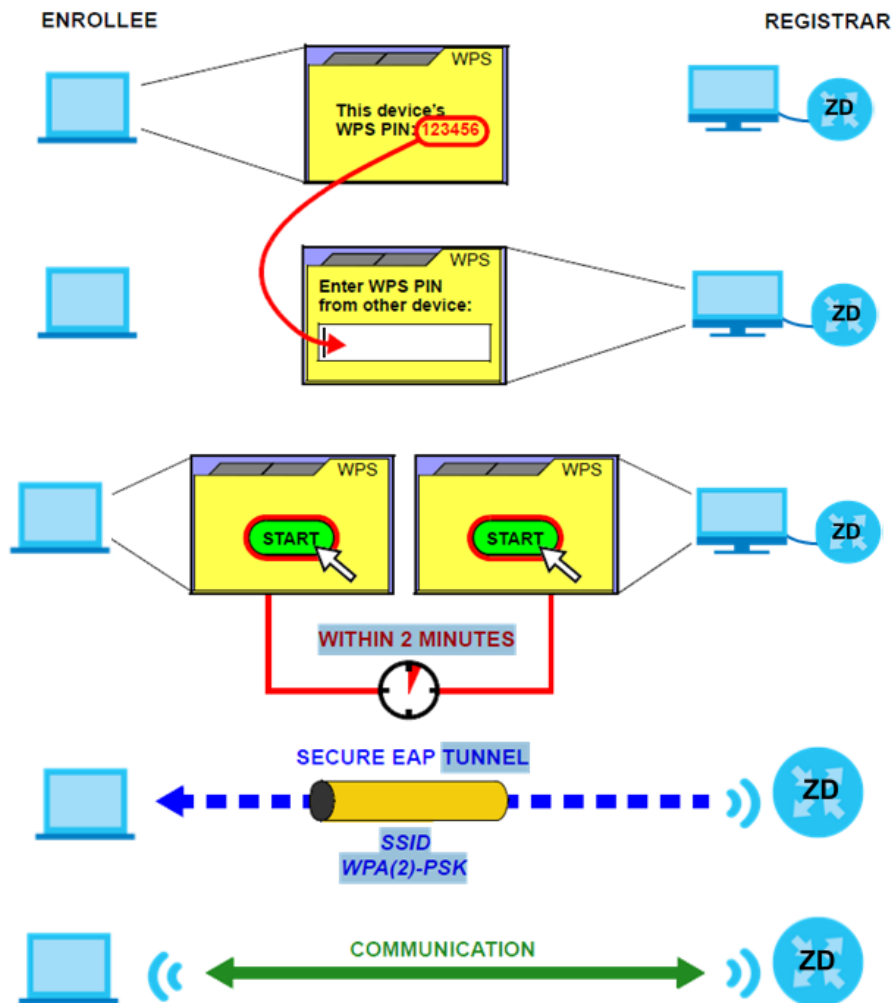 ENROLLEE
REGISTRAR
WPS
This device's
WPS PIN: 123456
ZD
WPS
Enter WPS PIN
from other device:
ZD
WPS
START
WPS
START
ZD
WITHIN 2 MINUTES
SECURE EAP TUNNEL
ZD
SSID
WPA(2)-PSK
COMMUNICATION
ZD